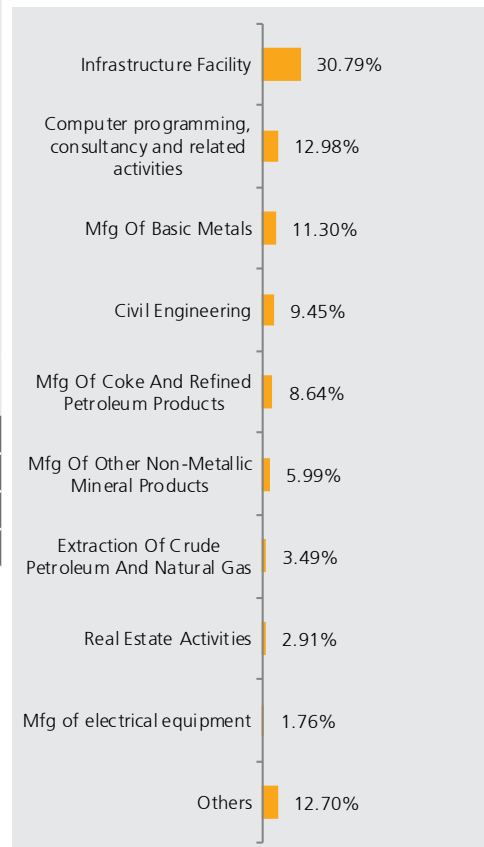 Infrastructure Facility 30.79%
Computer programming,
consultancy and related 12.98%
activities
Mfg Of Basic Metals 11.30%
Civil Engineering 9.45%
Mfg Of Coke And Refined
Petroleum Products 8.64%
Mfg Of Other Non-Metallic
Mineral Products 5.99%
Extraction Of Crude
Petroleum And Natural Gas 3.49%
Real Estate Activities 2.91%
Mfg of electrical equipment 1.76%
Others 12.70%